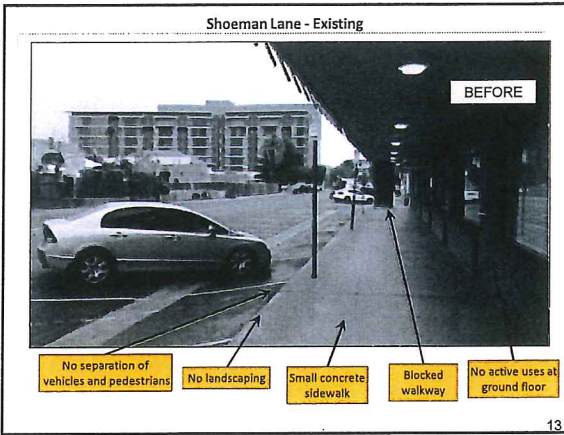 Shoeman Lane - Existing
BEFORE
No separation of
vehicles and pedestrians
No landscaping
Small concrete
sidewalk
Blocked
walkway
No active uses at
ground floor
13